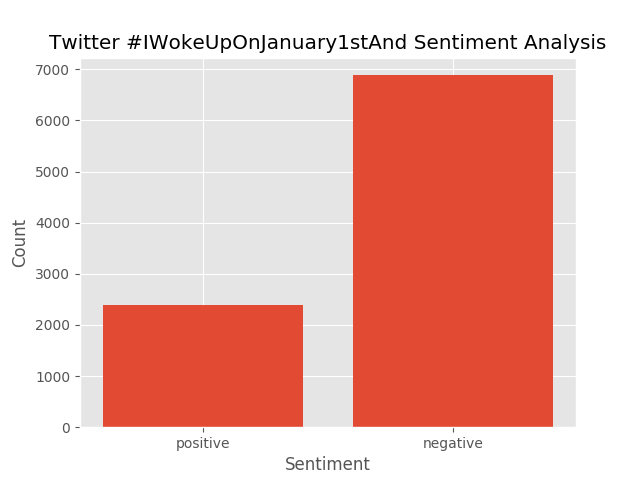 Twitter #IWokeUpOnJanuary1stAnd Sentiment Analysis
7000
6000
5000
4000
3000
2000
1000
0
Count
positive negative
Sentiment